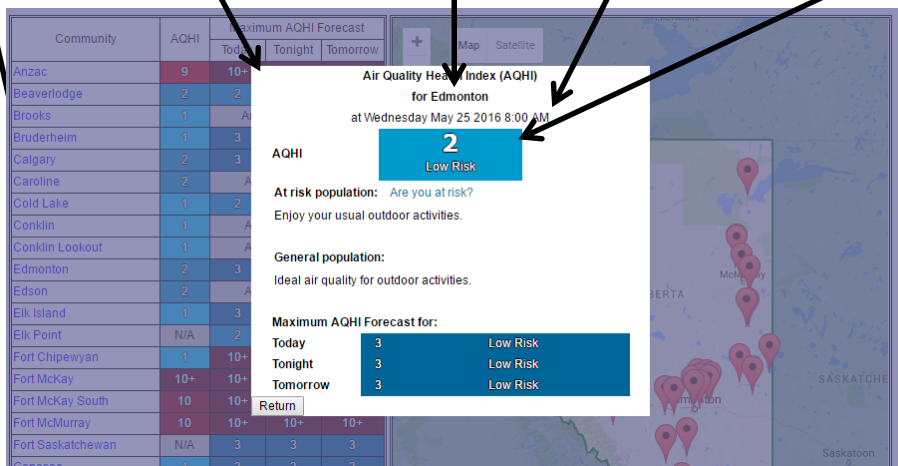 Community AQHI Maximum AQHI Forecast
Today Tonight Tomorrow
+ Map Satellite
Anzac 9 10+
Beaverlodge 2 2
Brooks 1
Bruderheim 1 3
Calgary 2 3
Caroline 2
Cold Lake 1 2
Conklin 1
Conklin Lookout 1
Edmonton 2 3
Edson 2
Elk Island 1 3
Elk Point N/A 2
Fort Chipewyan 1 10+
Fort McKay 10+ 10+
Fort McKay South 10 10+
Fort McMurray 10 10+ 10+ 10+
Fort Saskatchewan N/A 3 3 3
Air Quality Health Index (AQHI)
for Edmonton
at Wednesday May 25 2016 8:00 AM
AQHI
2
Low Risk
At risk population: Are you at risk?
Enjoy your usual outdoor activities.
General population:
Ideal air quality for outdoor activities.
Maximum AQHI Forecast for:
Today 3 Low Risk
Tonight 3 Low Risk
Tomorrow 3 Low Risk
Return
BERTA
SASKATCHE
Saskatoon